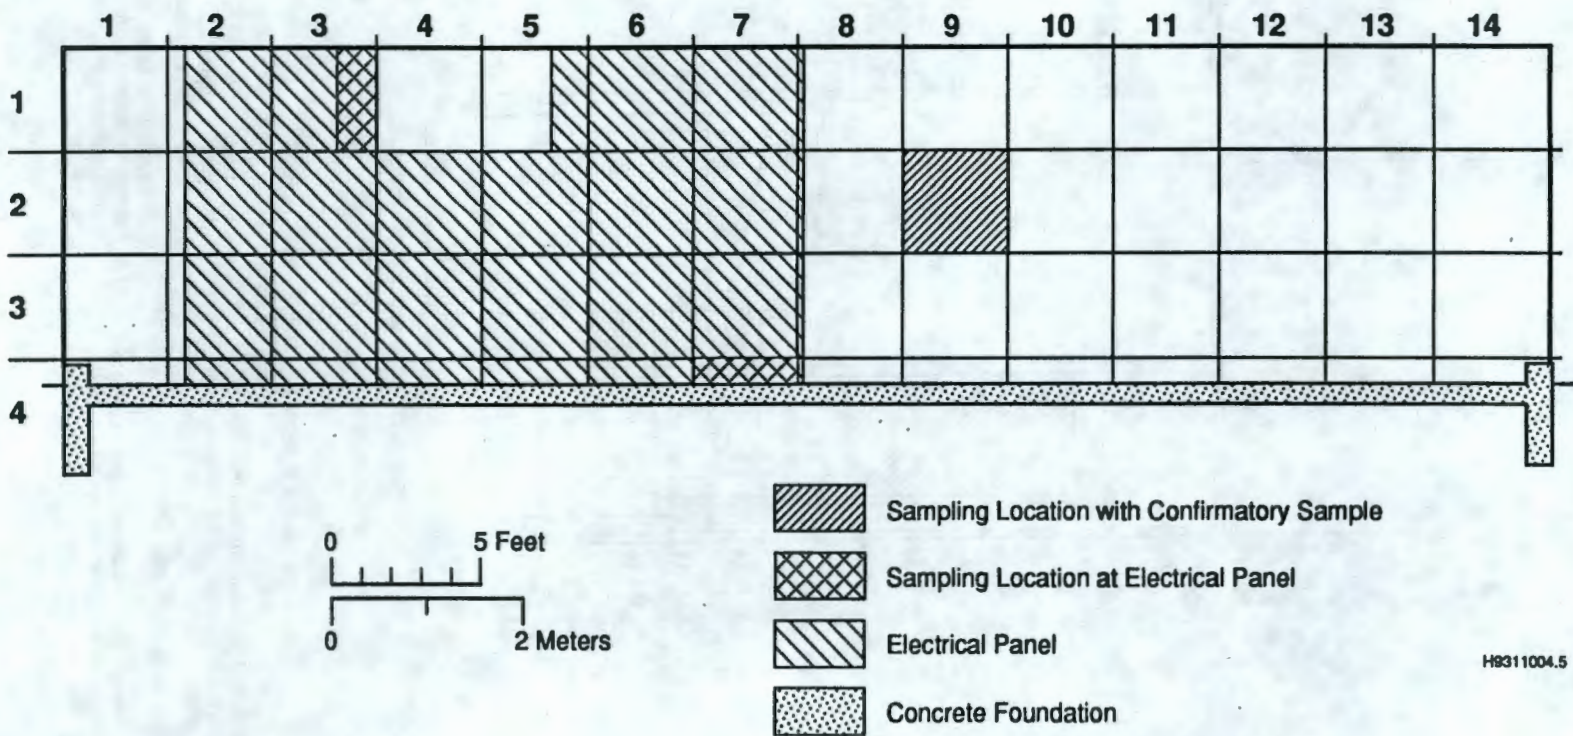 1 2 3 4 5 6 7 8 9 10 11 12 13 14
1
2
3
4
0 5 Feet
0 2 Meters
Sampling Location with Confirmatory Sample
Sampling Location at Electrical Panel
Electrical Panel
Concrete Foundation
H9311004.5